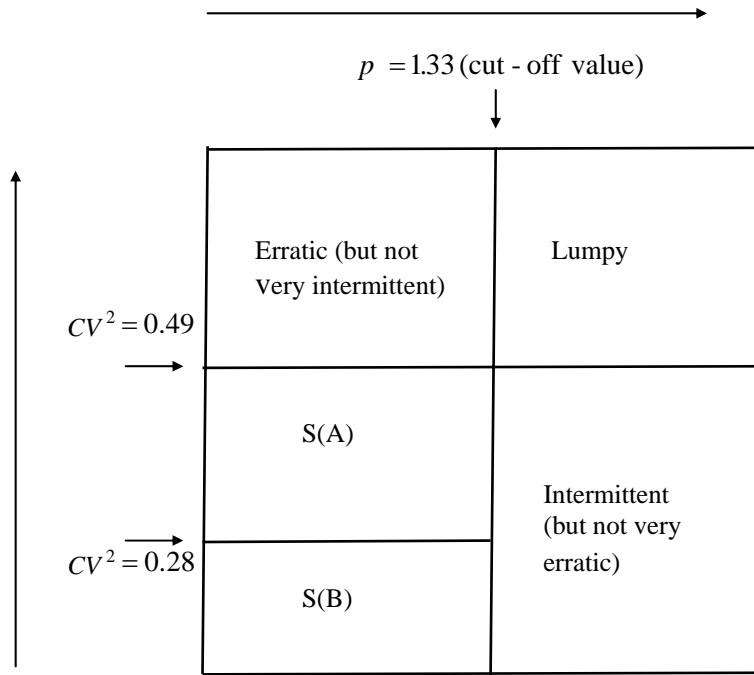 p = 1.33 (cut - off value)
Erratic (but not
very intermittent)
Lumpy
CV² = 0.49
S(A)
Intermittent
(but not very
erratic)
CV² = 0.28
S(B)